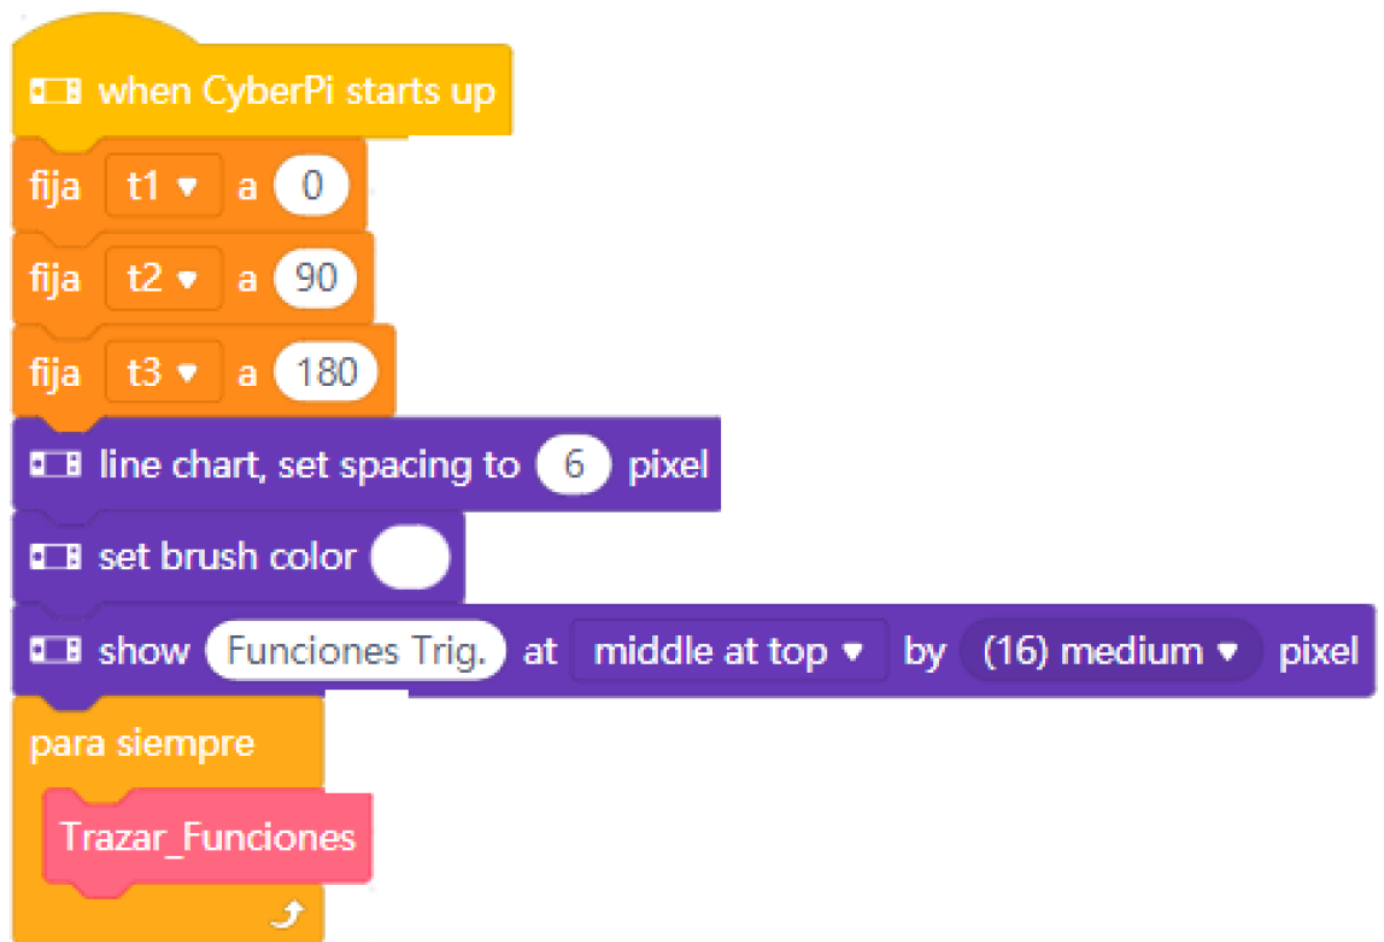 when CyberPi starts up
fija t1 a 0
fija t2 a 90
fija t3 a 180
line chart, set spacing to 6 pixel
set brush color
show Funciones Trig. at middle at top by (16) medium pixel
para siempre
Trazar_Funciones